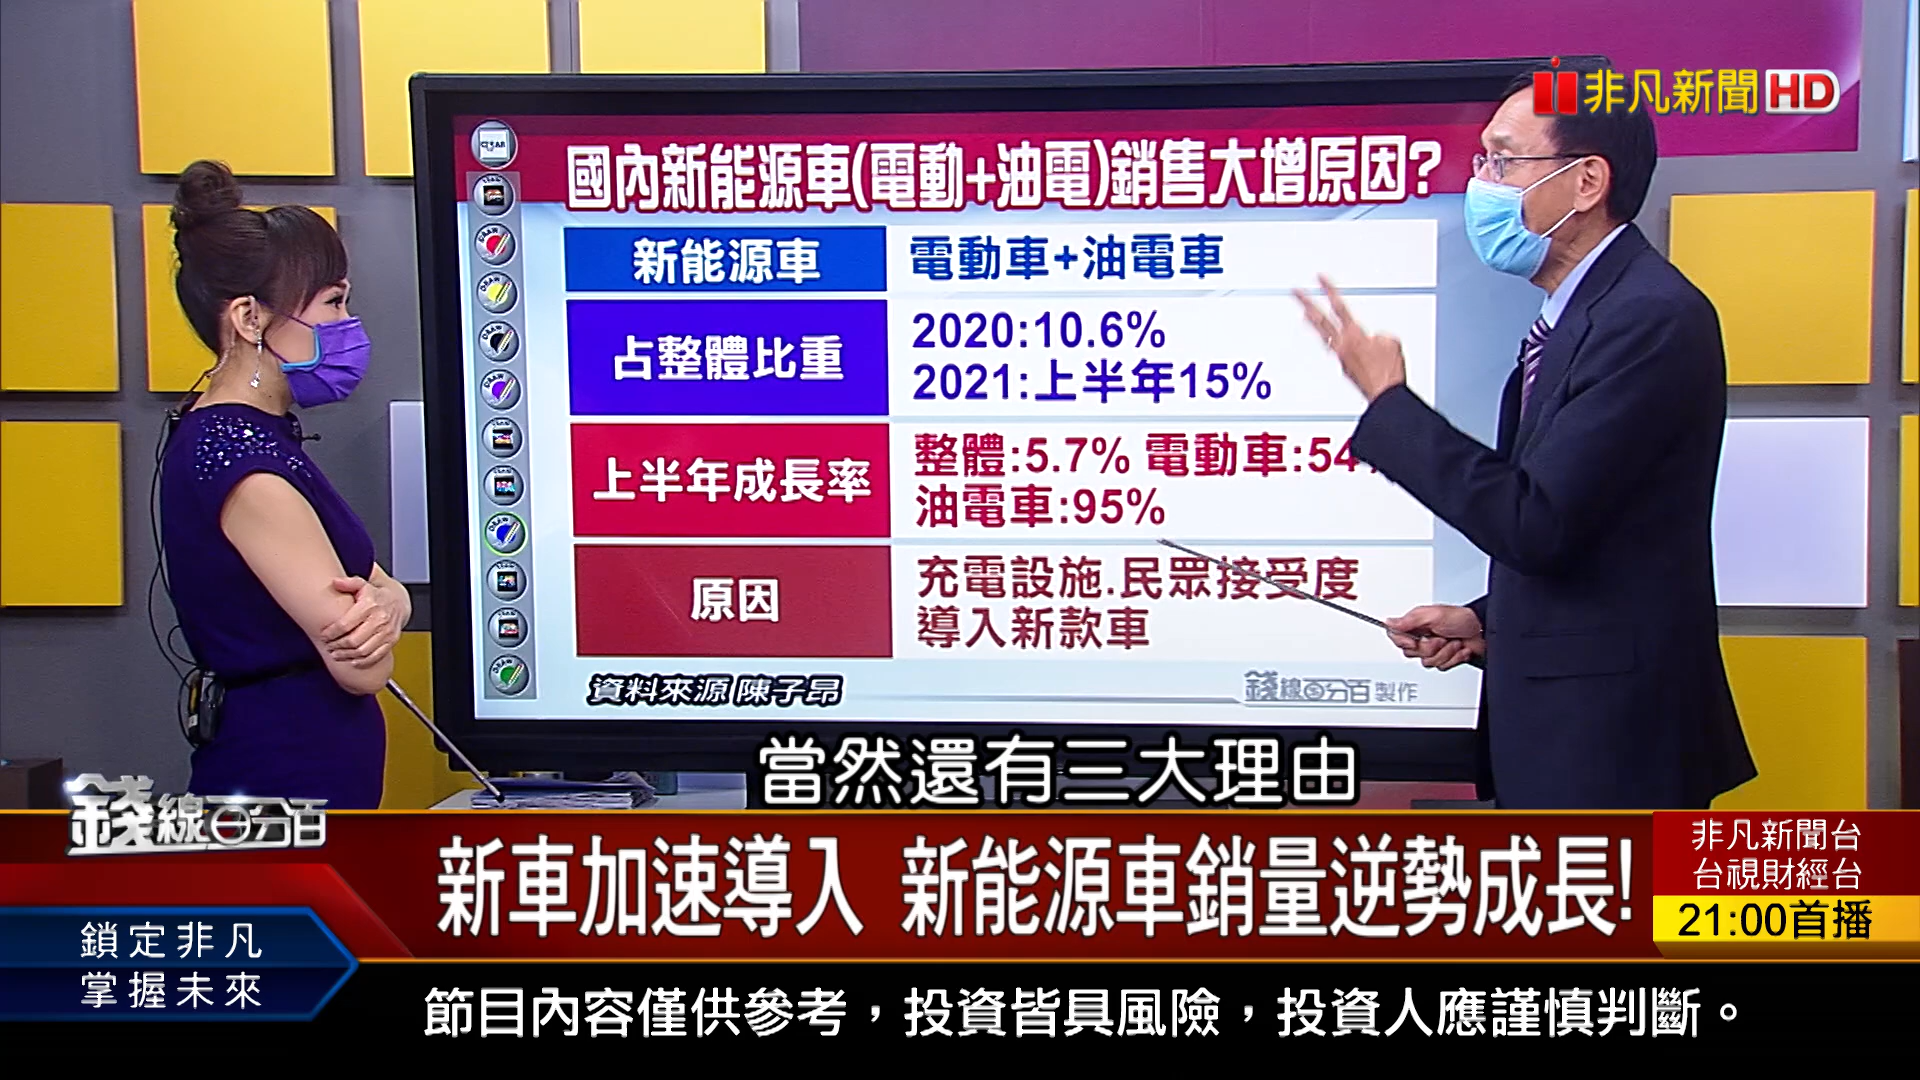 非凡新聞HD
國內新能源車(電動+油電)銷售大增原因?
新能源車
電動車+油電車
占整體比重
2020:10.6%
2021:上半年15%
上半年成長率
整體:5.7% 電動車:54
油電車:95%
原因
充電設施.民眾接受度
導入新款車
資料來源 陳子昂
錢線百分百 製作
當然還有三大理由
錢線百分百
新車加速導入 新能源車銷量逆勢成長!
非凡新聞台
台視財經台
21:00首播
鎖定非凡
掌握未來
節目內容僅供參考，投資皆具風險，投資人應謹慎判斷。